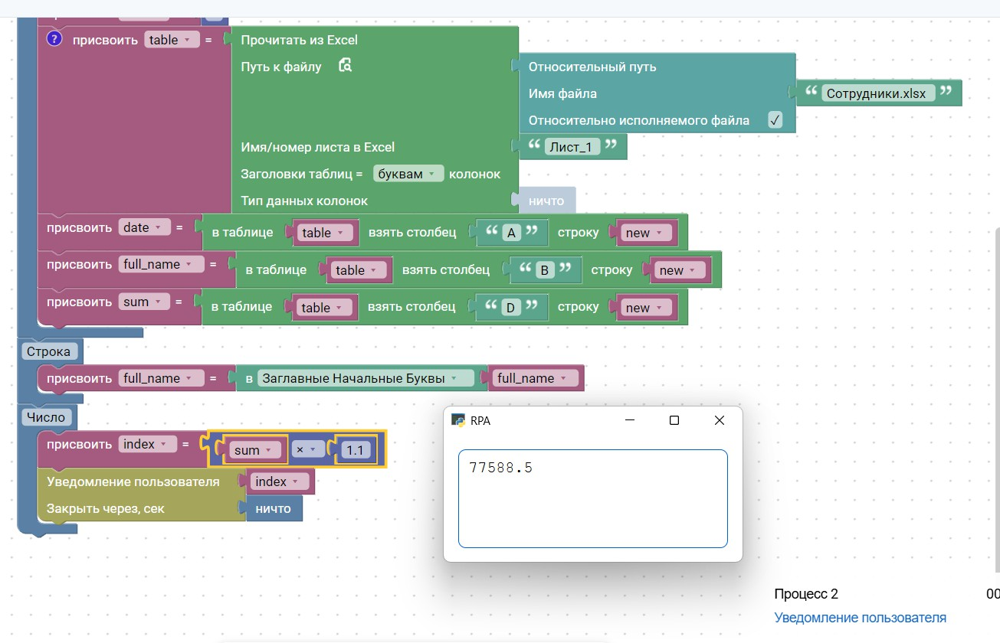 ? присвоить table = Прочитать из Excel
Путь к файлу
Относительный путь
Имя файла “ Сотрудники.xlsx ”
Относительно исполняемого файла ✓
Имя/номер листа в Excel “ Лист_1 ”
Заголовки таблиц = буквам колонок
Тип данных колонок ничто
присвоить date = в таблице table взять столбец “ A ” строку new
присвоить full_name = в таблице table взять столбец “ B ” строку new
присвоить sum = в таблице table взять столбец “ D ” строку new
Строка
присвоить full_name = в Заглавные Начальные Буквы full_name
Число
присвоить index = sum × 1.1
Уведомление пользователя index
Закрыть через, сек ничто
RPA
77588.5
Процесс 2 00
Уведомление пользователя